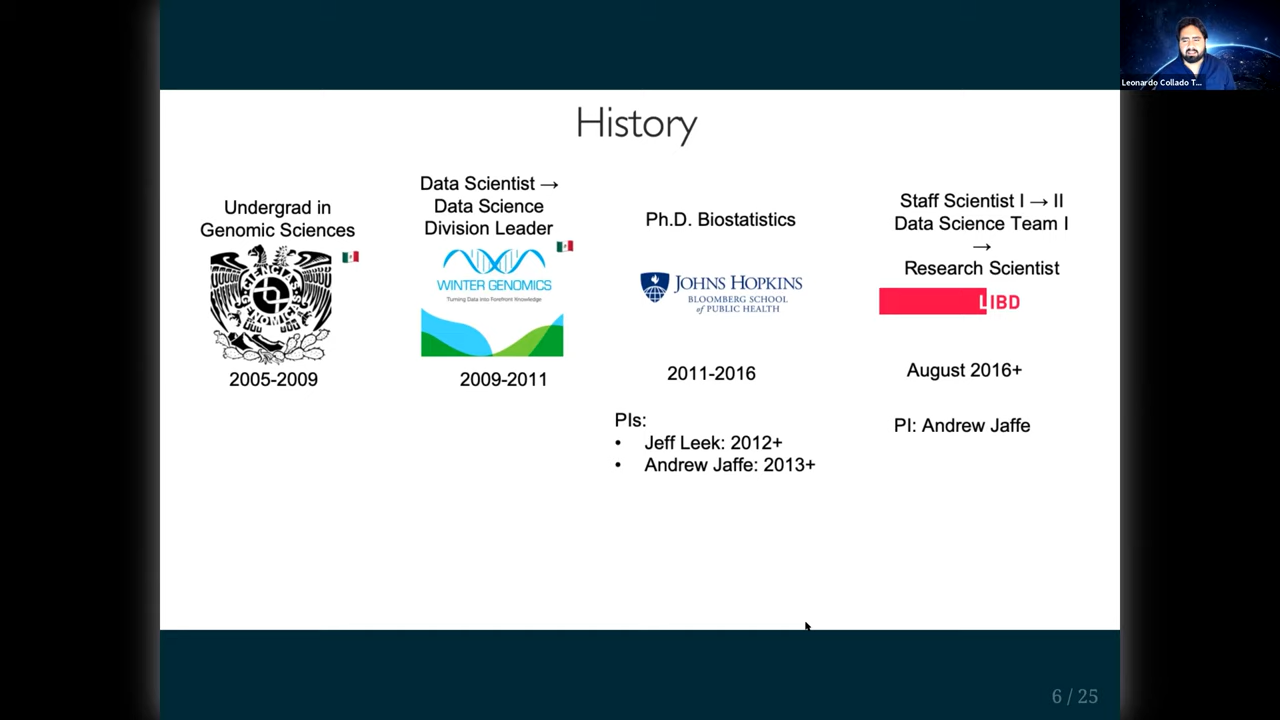 Leonardo Collado T...
History
Undergrad in
Genomic Sciences
CIENCIAS
GENOMICAS
2005-2009
Data Scientist →
Data Science
Division Leader
WINTER GENOMICS
Turning Data into Forefront Knowledge
2009-2011
Ph.D. Biostatistics
JOHNS HOPKINS
BLOOMBERG SCHOOL
of PUBLIC HEALTH
2011-2016
PIs:
• Jeff Leek: 2012+
• Andrew Jaffe: 2013+
Staff Scientist I → II
Data Science Team I
→
Research Scientist
LIBD
August 2016+
PI: Andrew Jaffe
6 / 25